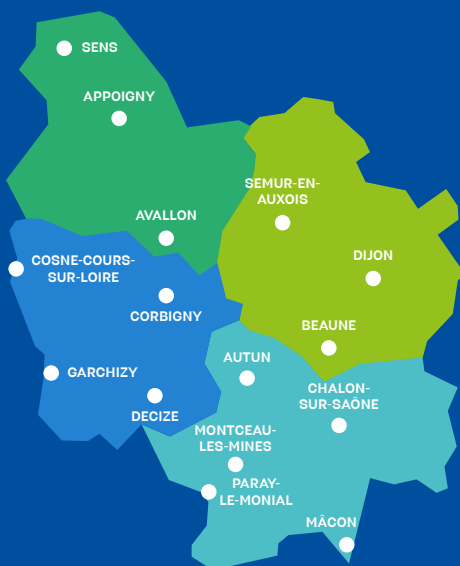 SENS
APPOIGNY
SEMUR-EN-
AUXOIS
AVALLON
DIJON
COSNE-COURS-
SUR-LOIRE
CORBIGNY
BEAUNE
AUTUN
GARCHIZY
CHALON-
SUR-SAÔNE
DECIZE
MONTCEAU-
LES-MINES
PARAY-
LE-MONIAL
MÂCON